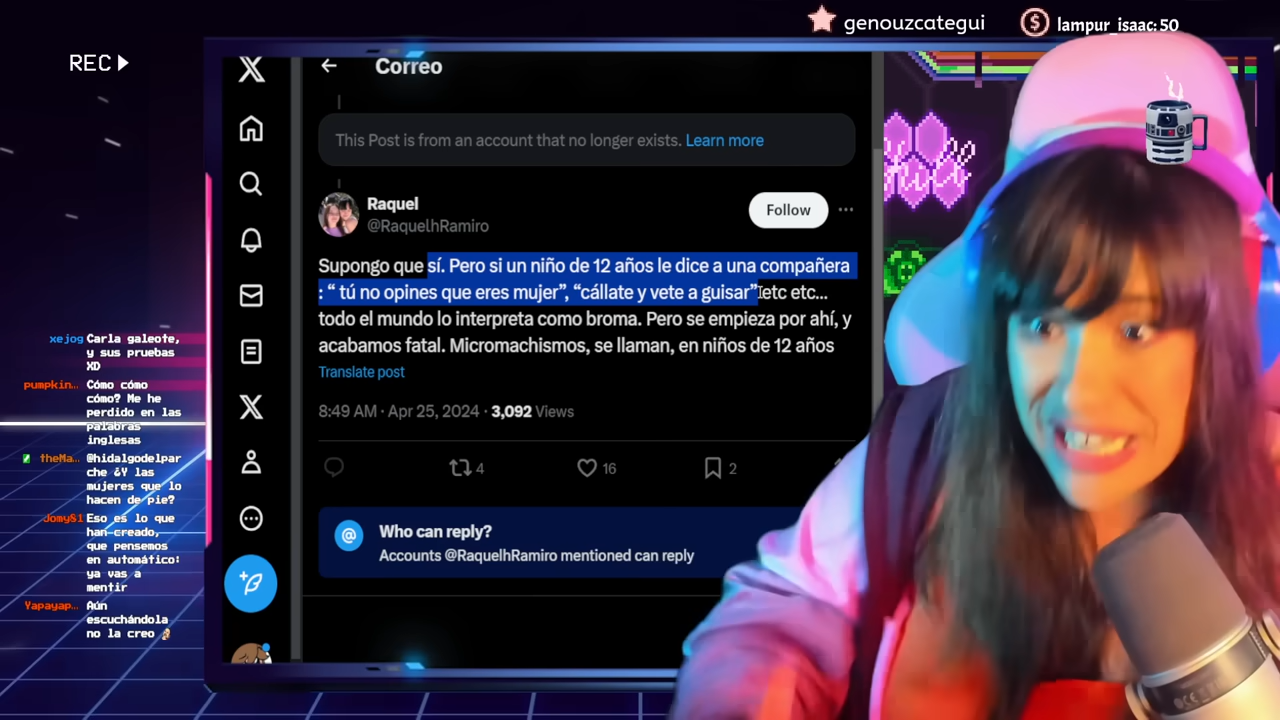 genouzcategui
lampur_isaac: 50
REC
Correo
This Post is from an account that no longer exists. Learn more
Raquel
@RaquelhRamiro
Follow
Supongo que sí. Pero si un niño de 12 años le dice a una compañera
: “ tú no opines que eres mujer”, “cállate y vete a guisar” etc etc...
todo el mundo lo interpreta como broma. Pero se empieza por ahí, y
acabamos fatal. Micromachismos, se llaman, en niños de 12 años
Translate post
8:49 AM · Apr 25, 2024 · 3,092 Views
4
16
2
Who can reply?
Accounts @RaquelhRamiro mentioned can reply
xejog Carla galeote,
y sus pruebas
XD
pumpkin… Cómo cómo
cómo? Me he
perdido en las
palabras
inglesas
theMa… @hidalgodelpar
che ¿Y las
mujeres que lo
hacen de pie?
Jomy81 Eso es lo que
han creado,
que pensemos
en automático:
ya vas a
mentir
Yapayap… Aún
escuchándola
no la creo